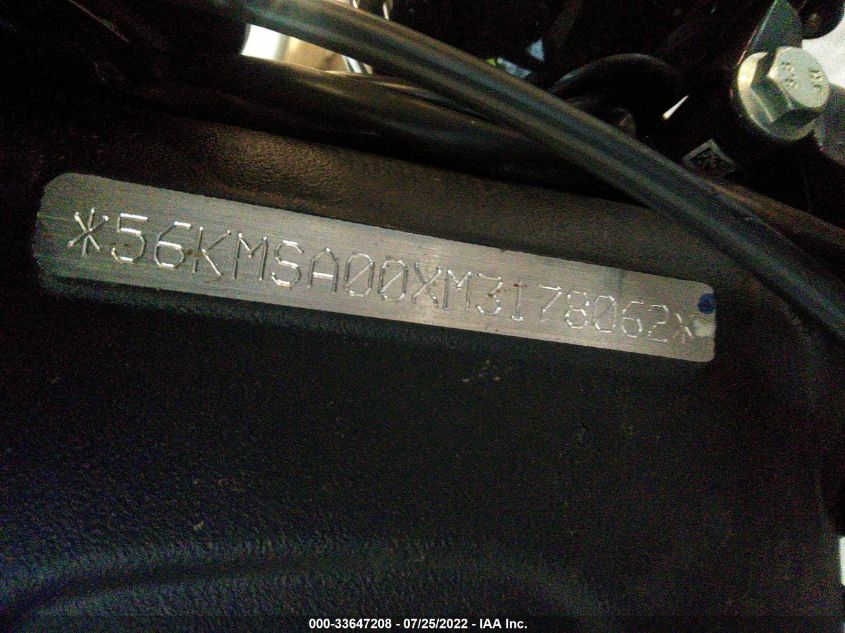 *56KMSA00XM3178062*
000-33647208 - 07/25/2022 - IAA Inc.